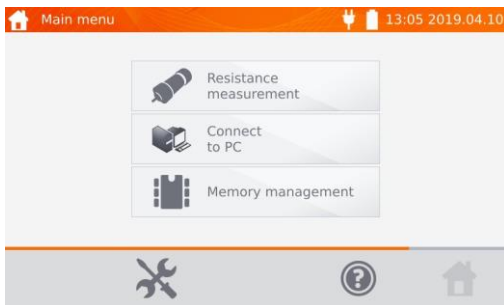 Main menu 13:05 2019.04.10
Resistance
measurement
Connect
to PC
Memory management
?